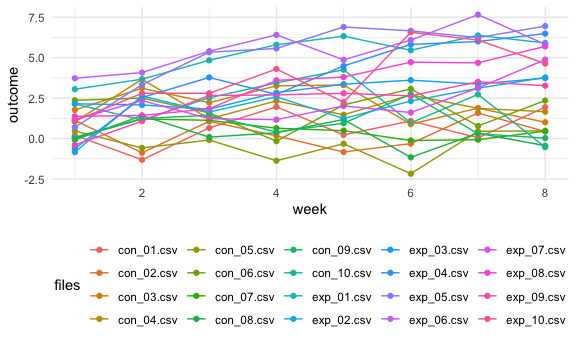 7.5
5.0
2.5
0.0
-2.5
outcome
2 4 6 8
week
files
con_01.csv con_05.csv con_09.csv exp_03.csv exp_07.csv
con_02.csv con_06.csv con_10.csv exp_04.csv exp_08.csv
con_03.csv con_07.csv exp_01.csv exp_05.csv exp_09.csv
con_04.csv con_08.csv exp_02.csv exp_06.csv exp_10.csv